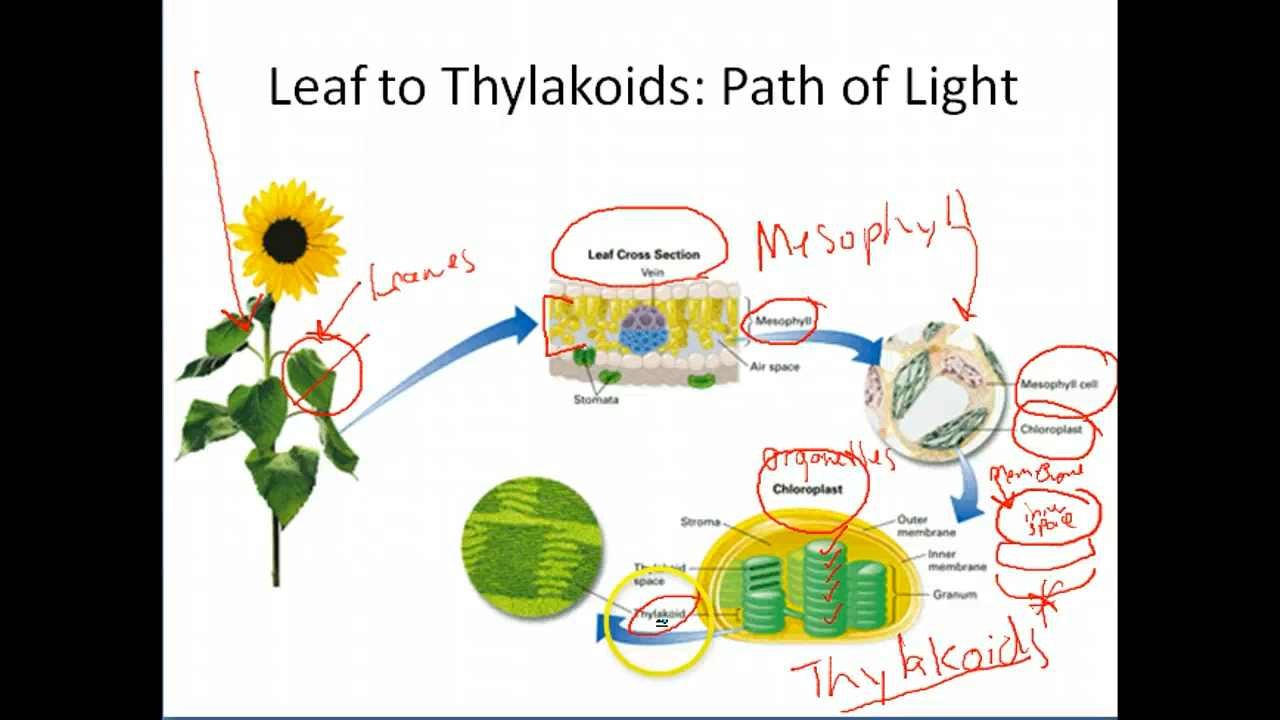 Leaf to Thylakoids: Path of Light
Leaves
Leaf Cross Section
Vein
Mesophyll
Mesophyll
Air space
Stomata
Mesophyll cell
Chloroplast
Membrane
inner
space
organelles
Chloroplast
Stroma
Outer
membrane
Inner
membrane
Granum
Thylakoid
space
Thylakoid
Thylakoids